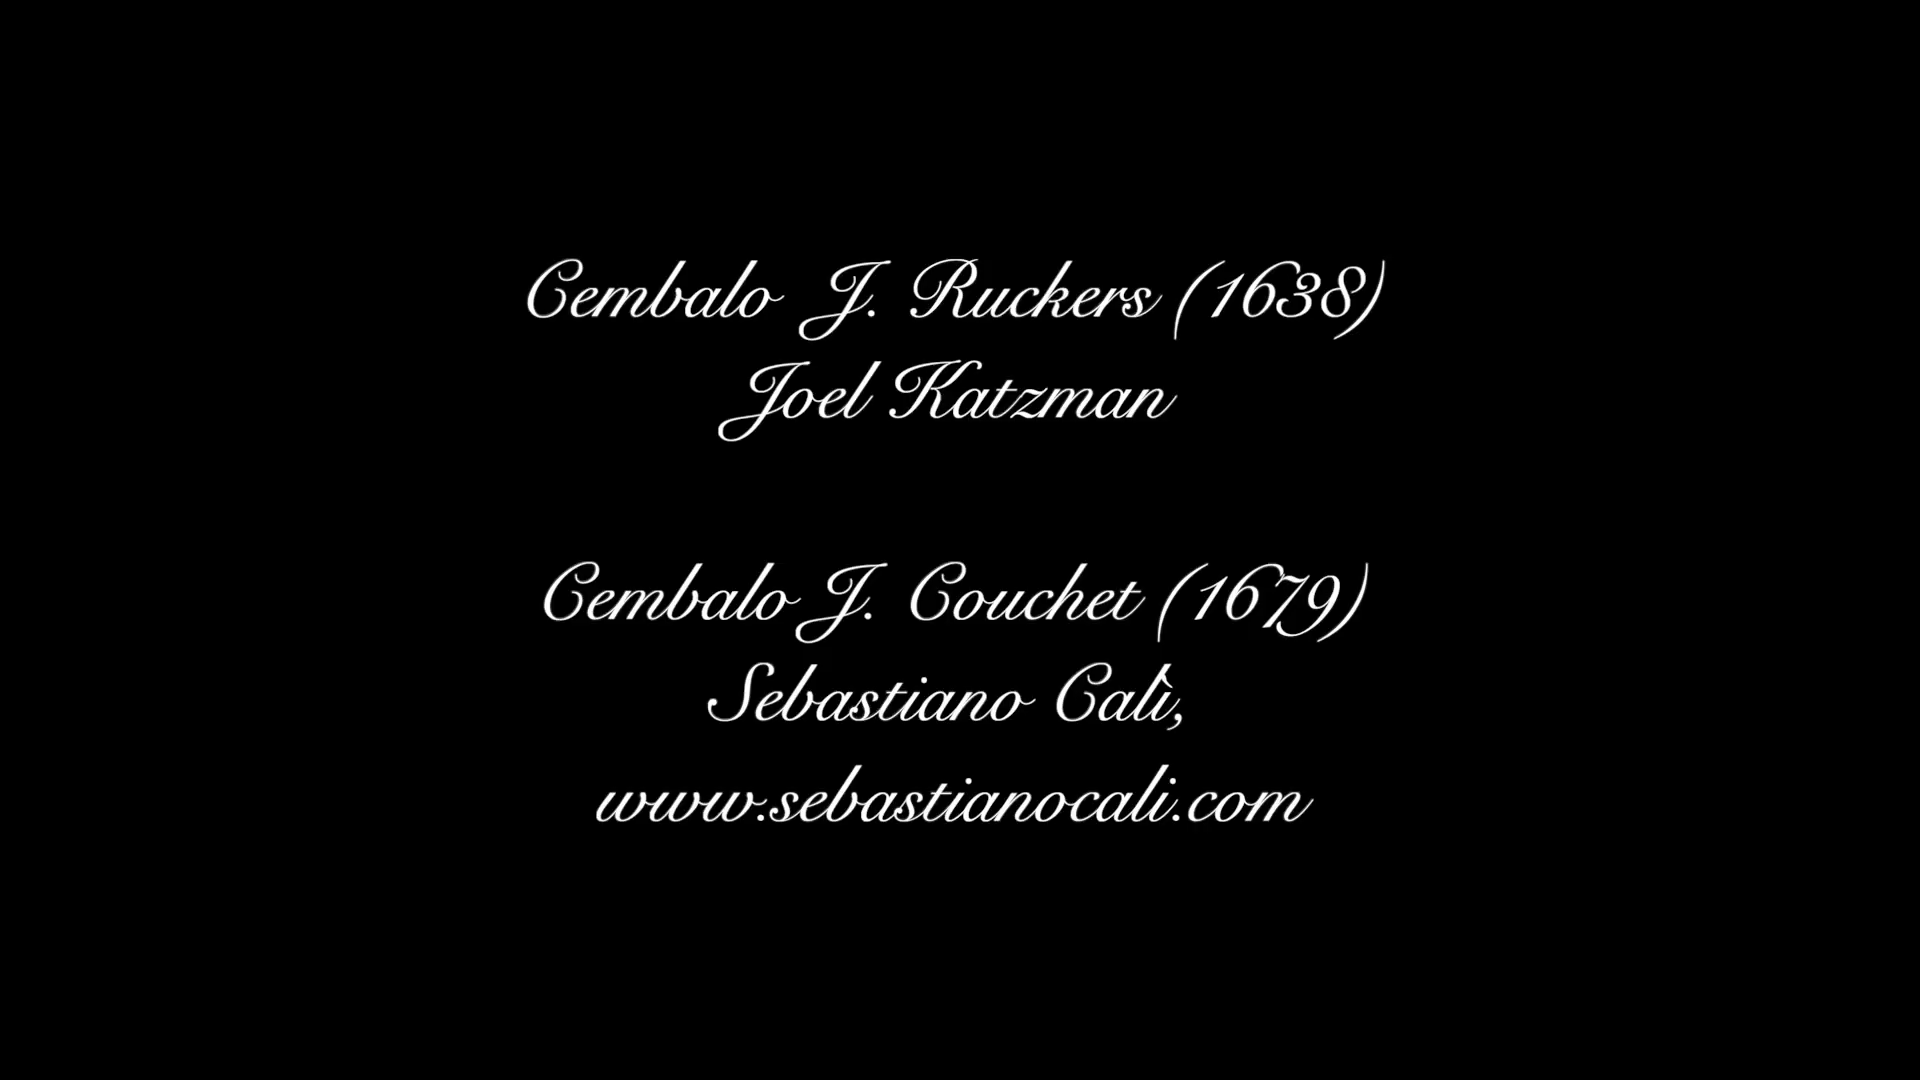 Cembalo J. Ruckers (1638)
Joel Katzman
Cembalo J. Couchet (1679)
Sebastiano Calì,
www.sebastianocali.com